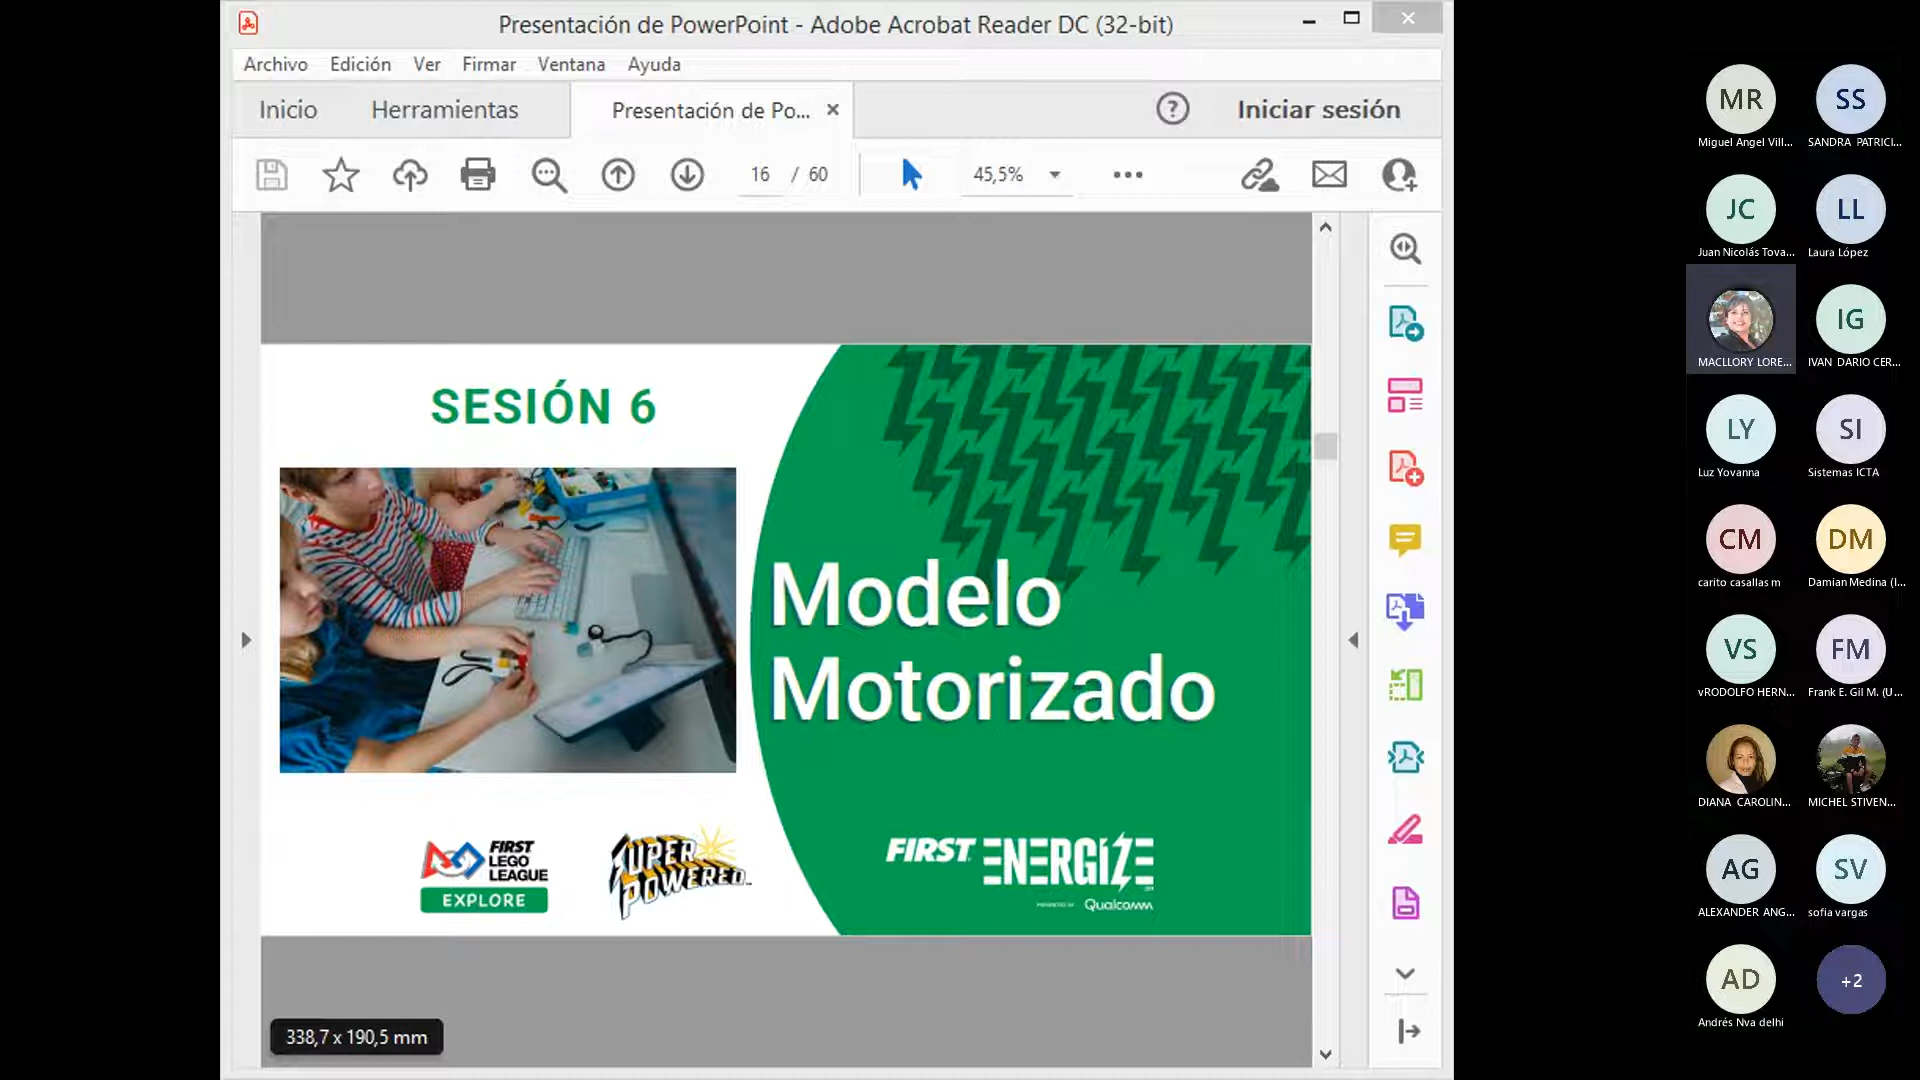 Presentación de PowerPoint - Adobe Acrobat Reader DC (32-bit)
Archivo Edición Ver Firmar Ventana Ayuda
Inicio Herramientas Presentación de Po... Iniciar sesión
16 / 60 45,5%
SESIÓN 6
Modelo
Motorizado
FIRST
LEGO
LEAGUE
EXPLORE
SUPER
POWERED
FIRST ENERGIZE
POWERED BY Qualcomm
338,7 x 190,5 mm
MR SS
Miguel Angel Vill... SANDRA PATRICI...
JC LL
Juan Nicolás Tova... Laura López
IG
MACLLORY LORE... IVAN DARIO CER...
LY SI
Luz Yovanna Sistemas ICTA
CM DM
carito casallas m Damian Medina (I...
VS FM
vRODOLFO HERN... Frank E. Gil M. (U...
DIANA CAROLIN... MICHEL STIVEN...
AG SV
ALEXANDER ANG... sofia vargas
AD +2
Andrés Nva delhi